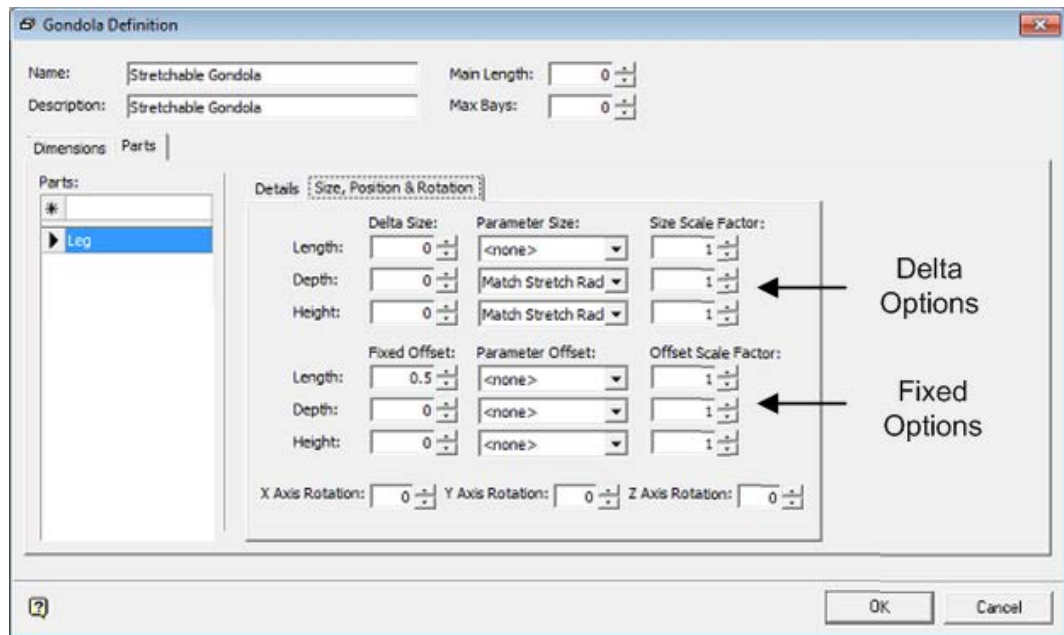 Gondola Definition
Name: Stretchable Gondola Main Length: 0
Description: Stretchable Gondola Max Bays: 0
Dimensions Parts
Parts:
Leg
Details Size, Position & Rotation
Delta Size: Parameter Size: Size Scale Factor:
Length: 0 <none> 1
Depth: 0 Match Stretch Rad 1
Height: 0 Match Stretch Rad 1
Delta
Options
Fixed Offset: Parameter Offset: Offset Scale Factor:
Length: 0.5 <none> 1
Depth: 0 <none> 1
Height: 0 <none> 1
Fixed
Options
X Axis Rotation: 0 Y Axis Rotation: 0 Z Axis Rotation: 0
OK Cancel